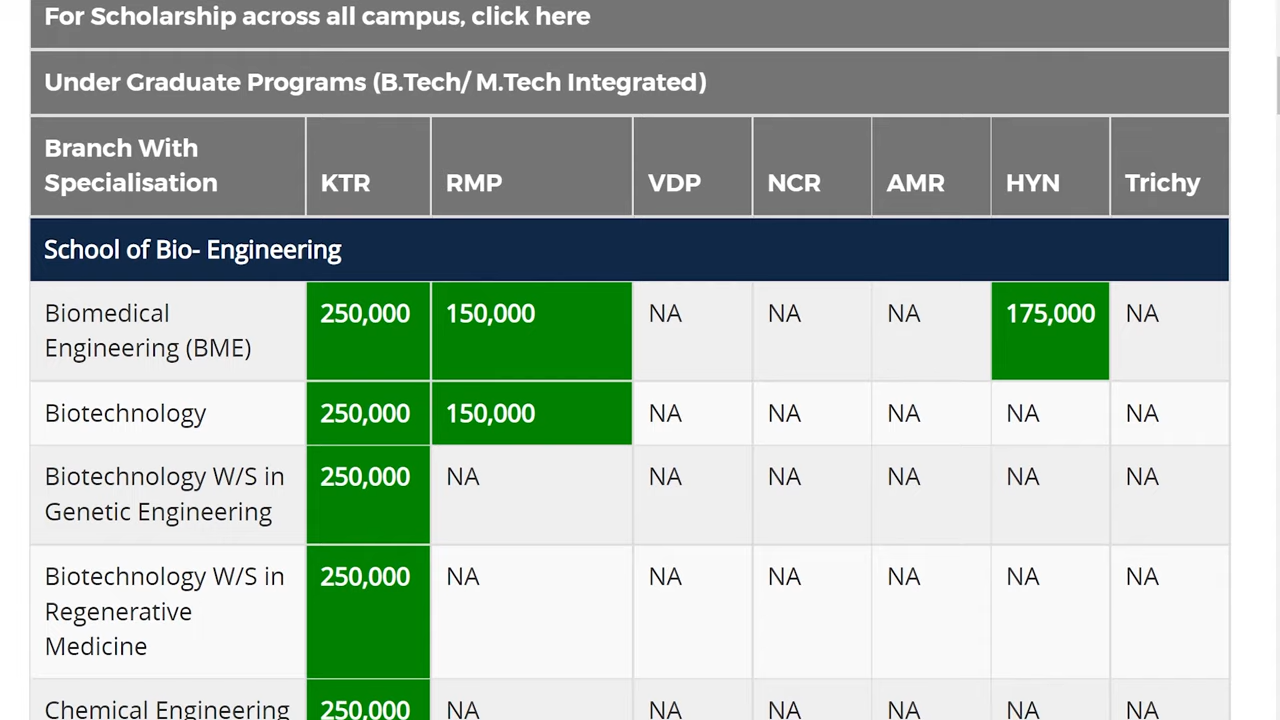 For Scholarship across all campus, click here
Under Graduate Programs (B.Tech/ M.Tech Integrated)
Branch With
Specialisation KTR RMP VDP NCR AMR HYN Trichy
School of Bio- Engineering
Biomedical 250,000 150,000 NA NA NA 175,000 NA
Engineering (BME)
Biotechnology 250,000 150,000 NA NA NA NA NA
Biotechnology W/S in 250,000 NA NA NA NA NA NA
Genetic Engineering
Biotechnology W/S in 250,000 NA NA NA NA NA NA
Regenerative
Medicine
Chemical Engineering 250,000 NA NA NA NA NA NA